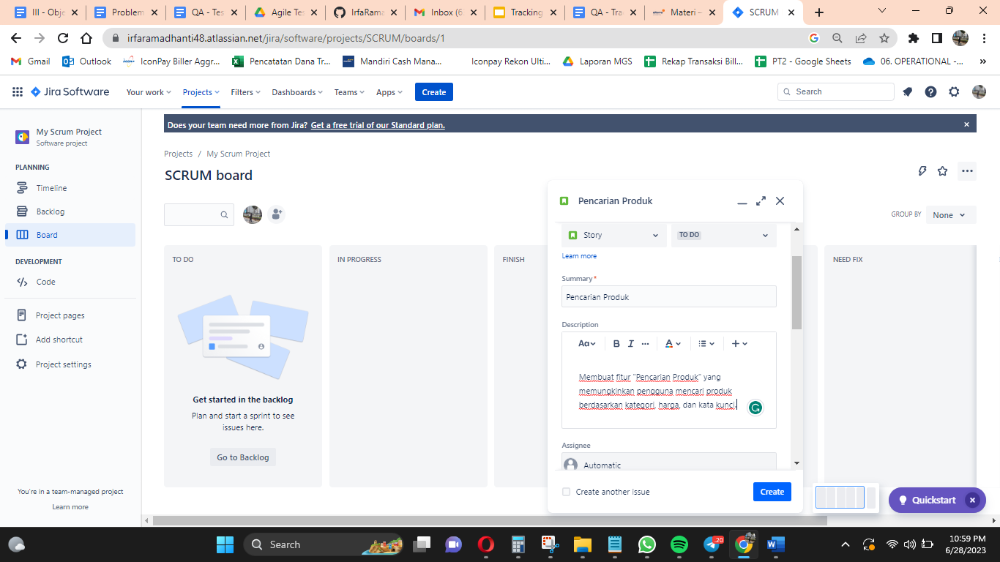 III - Obje
Problem
QA - Tes
Agile Tes
IrfaRama
Inbox (6
Tracking
QA - Tra
Materi –
SCRUM
irfaramadhanti48.atlassian.net/jira/software/projects/SCRUM/boards/1
Gmail
Outlook
IconPay Biller Aggr...
Pencatatan Dana Tr...
Mandiri Cash Mana...
Iconpay Rekon Ulti...
Laporan MGS
Rekap Transaksi Bill...
PT2 - Google Sheets
06. OPERATIONAL -...
Jira Software
Your work
Projects
Filters
Dashboards
Teams
Apps
Create
Search
Does your team need more from Jira? Get a free trial of our Standard plan.
My Scrum Project
Software project
PLANNING
Timeline
Backlog
Board
DEVELOPMENT
Code
Project pages
Add shortcut
Project settings
You're in a team-managed project
Learn more
Projects / My Scrum Project
SCRUM board
GROUP BY
None
TO DO
IN PROGRESS
FINISH
NEED FIX
Get started in the backlog
Plan and start a sprint to see
issues here.
Go to Backlog
Pencarian Produk
Story
TO DO
Learn more
Summary*
Pencarian Produk
Description
Aa
B I ... A
Membuat fitur "Pencarian Produk" yang
memungkinkan pengguna mencari produk
berdasarkan kategori, harga, dan kata kunci.
Assignee
Automatic
Create another issue
Create
Quickstart
Search
20
10:59 PM
6/28/2023